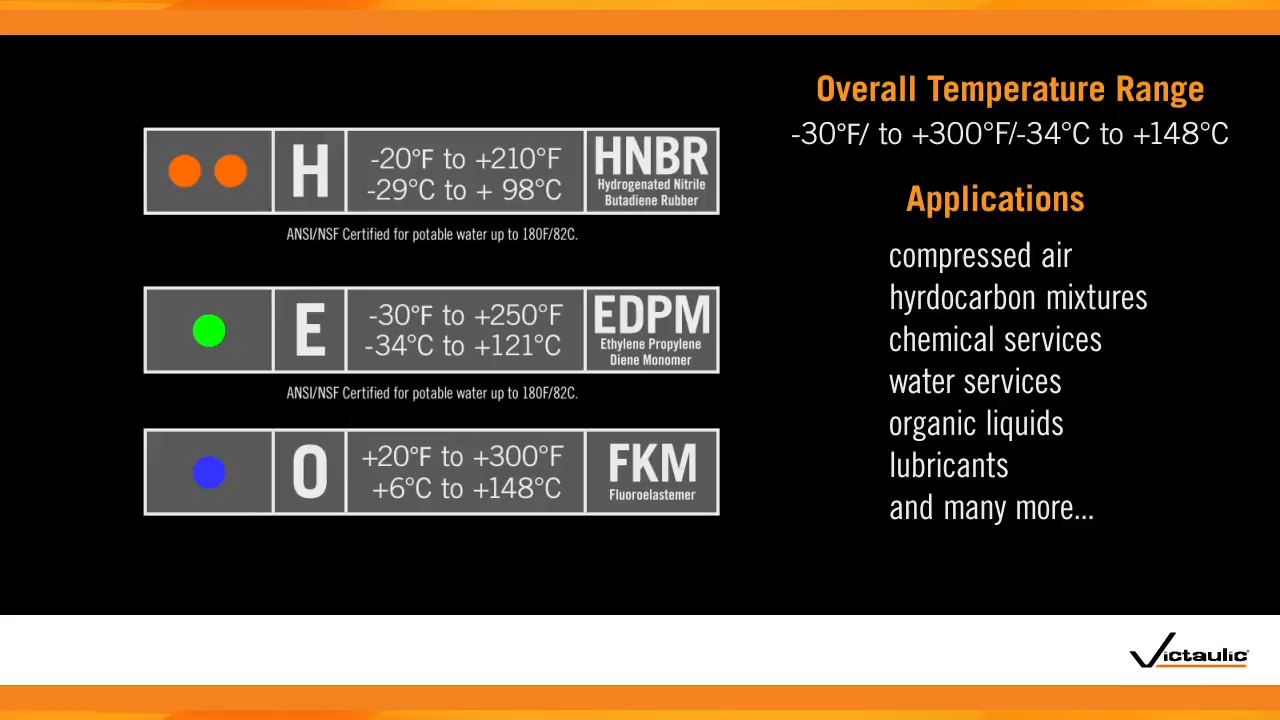 Overall Temperature Range
-30°F/ to +300°F/-34°C to +148°C
H
-20°F to +210°F
-29°C to + 98°C
HNBR
Hydrogenated Nitrile
Butadiene Rubber
ANSI/NSF Certified for potable water up to 180F/82C.
E
-30°F to +250°F
-34°C to +121°C
EDPM
Ethylene Propylene
Diene Monomer
ANSI/NSF Certified for potable water up to 180F/82C.
O
+20°F to +300°F
+6°C to +148°C
FKM
Fluoroelastemer
Applications
compressed air
hyrdocarbon mixtures
chemical services
water services
organic liquids
lubricants
and many more...
Victaulic®